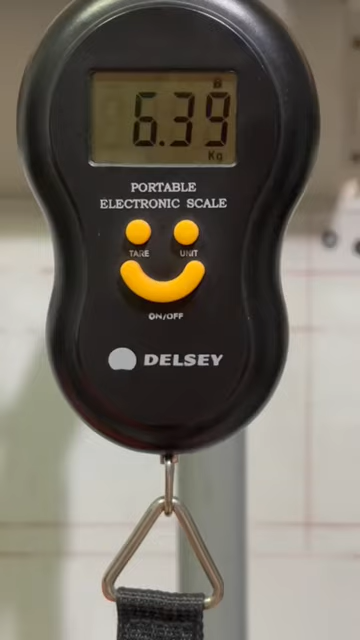 6.39
Kg
PORTABLE
ELECTRONIC SCALE
TARE UNIT
ON/OFF
DELSEY